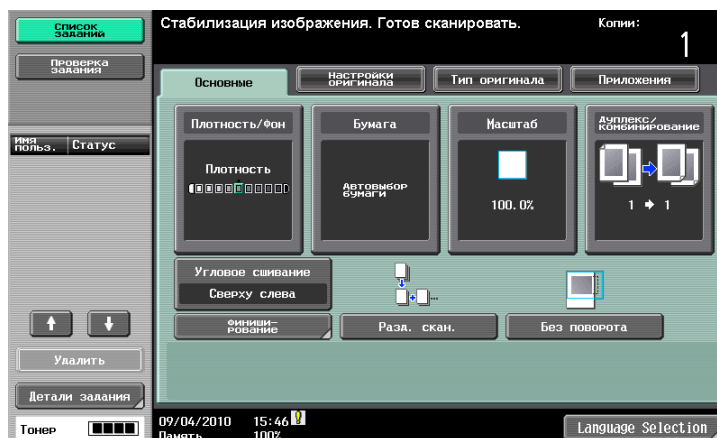 Список
заданий
Стабилизация изображения. Готов сканировать.
Копии:
1
Проверка
задания
Основные
Настройки
оригинала
Тип оригинала
Приложения
Имя
польз.
Статус
Плотность/Фон
Бумага
Масштаб
Дуплекс/
комбинирование
Плотность
Автовыбор
бумаги
100.0%
1 → 1
Угловое сшивание
Сверху слева
Финиши-
рование
Разд. скан.
Без поворота
Удалить
Детали задания
Тонер
09/04/2010 15:46
Память 100%
Language Selection